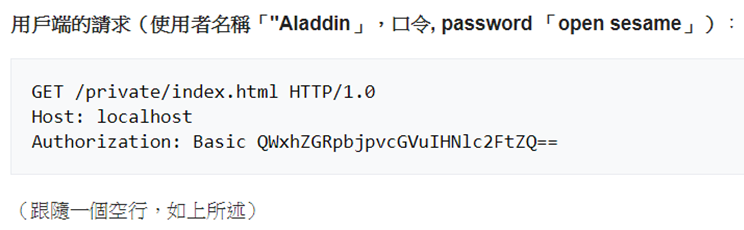 用戶端的請求（使用者名稱「"Aladdin」，口令, password 「open sesame」）：
GET /private/index.html HTTP/1.0
Host: localhost
Authorization: Basic QWxhZGRpbjpvcGVuIHNlc2FtZQ==
（跟隨一個空行，如上所述）